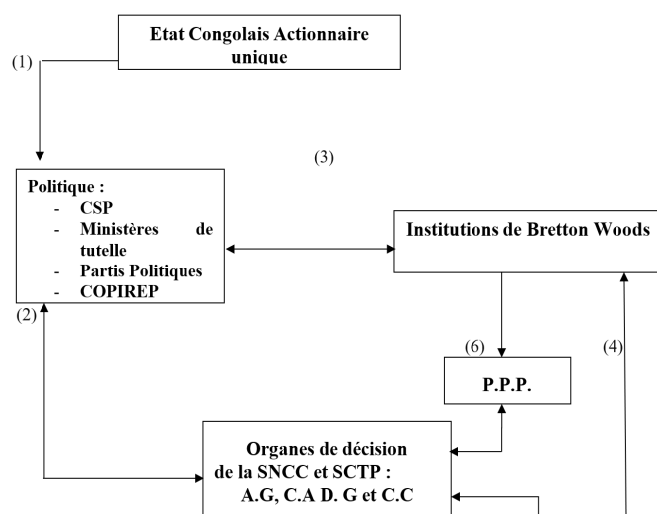 Etat Congolais Actionnaire
unique
(1)
(3)
Politique :
- CSP
- Ministères de
tutelle
- Partis Politiques
- COPIREP
Institutions de Bretton Woods
(2)
(6)
(4)
P.P.P.
Organes de décision
de la SNCC et SCTP :
A.G, C.A D. G et C.C